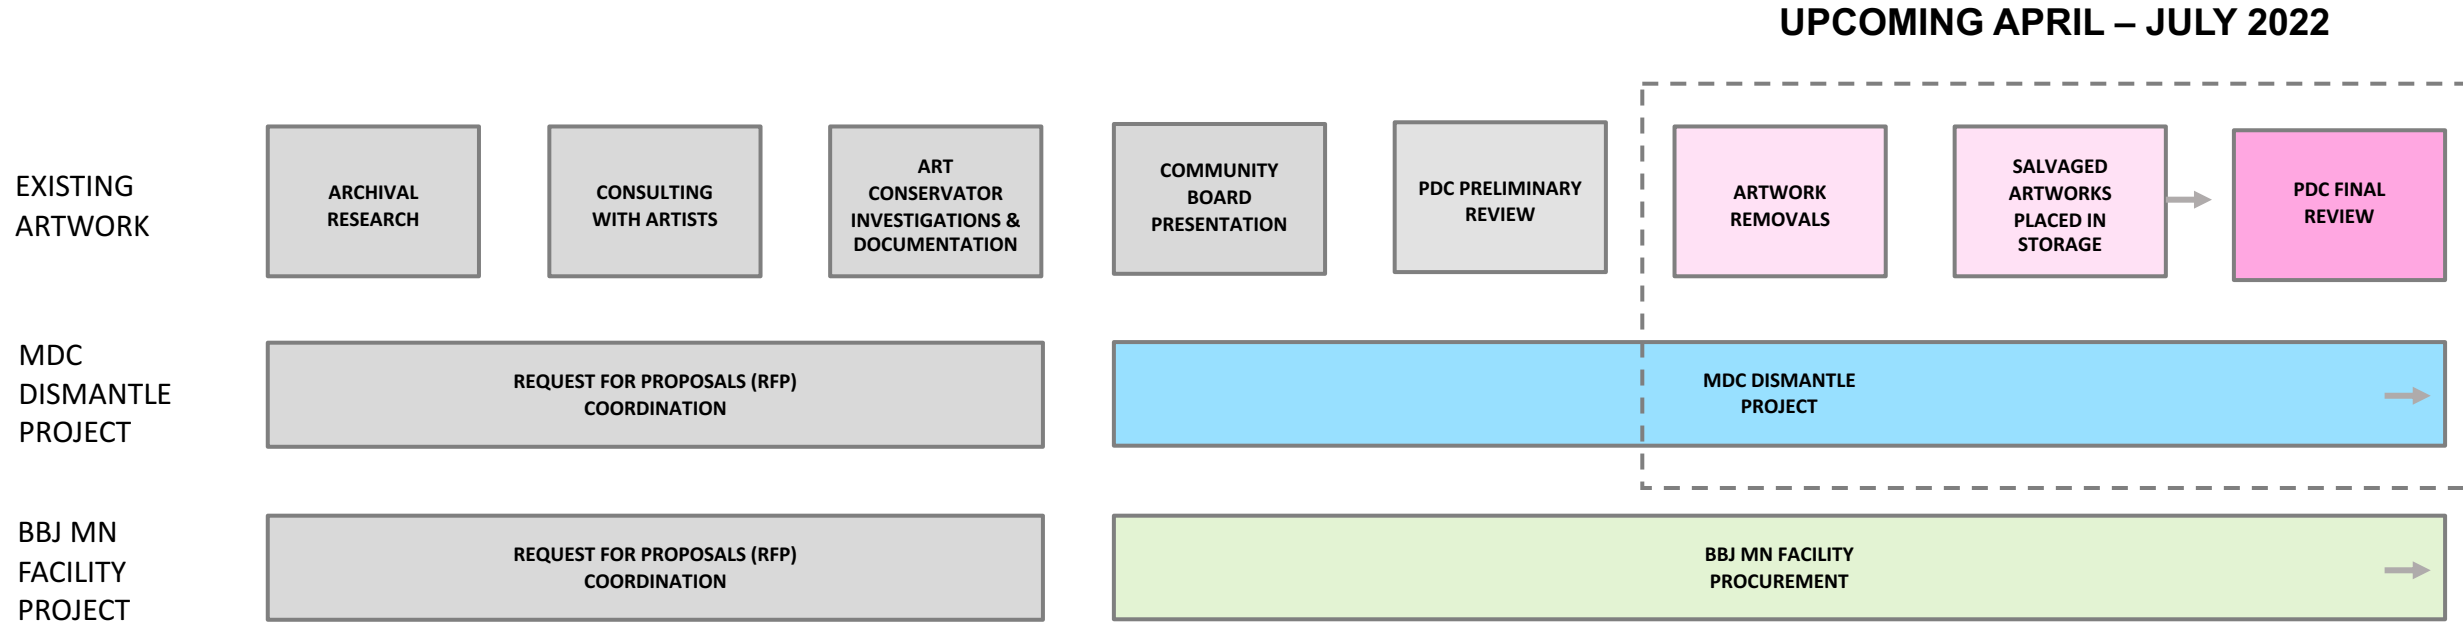 UPCOMING APRIL – JULY 2022
EXISTING
ARTWORK
ARCHIVAL
RESEARCH
CONSULTING
WITH ARTISTS
ART
CONSERVATOR
INVESTIGATIONS &
DOCUMENTATION
COMMUNITY
BOARD
PRESENTATION
PDC PRELIMINARY
REVIEW
ARTWORK
REMOVALS
SALVAGED
ARTWORKS
PLACED IN
STORAGE
PDC FINAL
REVIEW
MDC
DISMANTLE
PROJECT
REQUEST FOR PROPOSALS (RFP)
COORDINATION
MDC DISMANTLE
PROJECT
BBJ MN
FACILITY
PROJECT
REQUEST FOR PROPOSALS (RFP)
COORDINATION
BBJ MN FACILITY
PROCUREMENT